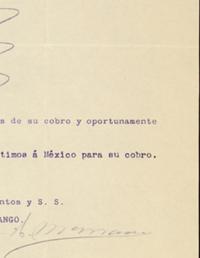 s de su cobro y oportunamente
timos á México para su cobro.
ntos y S. S.
ANGO.